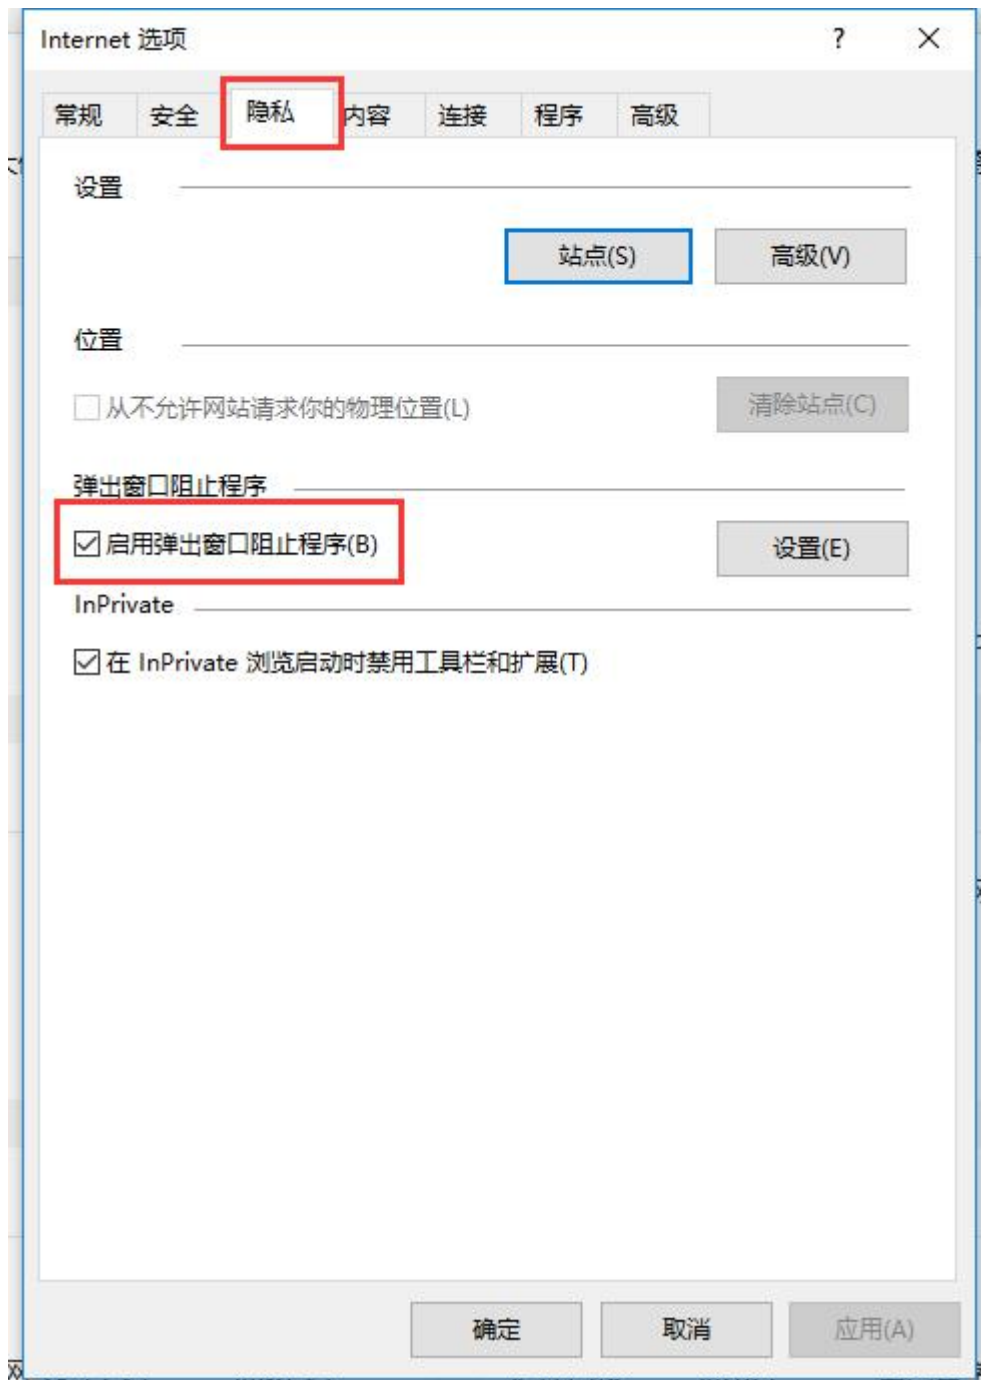 Internet 选项 ? ×
常规 安全 隐私 内容 连接 程序 高级
设置
站点(S) 高级(V)
位置
从不允许网站请求你的物理位置(L) 清除站点(C)
弹出窗口阻止程序
启用弹出窗口阻止程序(B) 设置(E)
InPrivate
在 InPrivate 浏览启动时禁用工具栏和扩展(T)
确定 取消 应用(A)